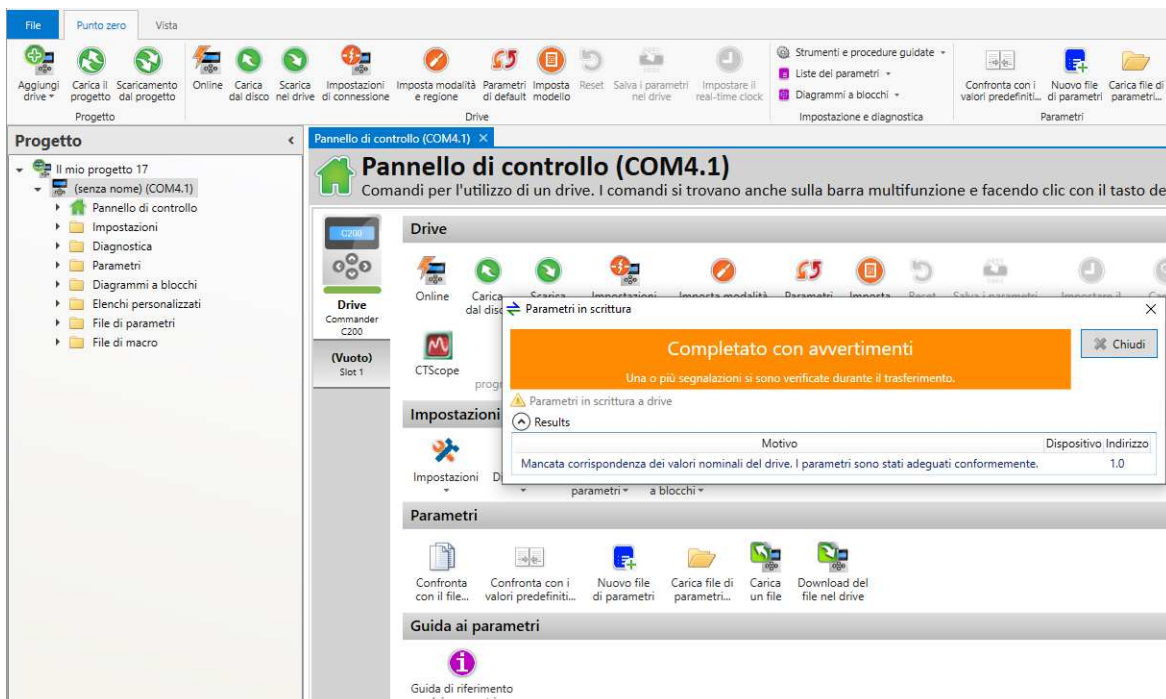 File Punto zero Vista
Aggiungi drive
Carica il progetto
Scaricamento dal progetto
Online
Carica dal disco
Scarica nel drive
Impostazioni di connessione
Imposta modalità e regione
Parametri di default
Imposta modello
Reset
Salva i parametri nel drive
Impostare il real-time clock
Strumenti e procedure guidate
Liste dei parametri
Diagrammi a blocchi
Confronta con i valori predefiniti...
Nuovo file di parametri
Carica file di parametri...
Progetto Drive Impostazione e diagnostica Parametri
Progetto
Il mio progetto 17
(senza nome) (COM4.1)
Pannello di controllo
Impostazioni
Diagnostica
Parametri
Diagrammi a blocchi
Elenchi personalizzati
File di parametri
File di macro
Pannello di controllo (COM4.1)
Pannello di controllo (COM4.1)
Comandi per l'utilizzo di un drive. I comandi si trovano anche sulla barra multifunzione e facendo clic con il tasto de
C200
Drive
Commander
C200
(Vuoto)
Slot 1
Drive
Online
Carica
dal disc
CTScope
progr
Parametri in scrittura
Completato con avvertimenti
Una o più segnalazioni si sono verificate durante il trasferimento.
Chiudi
Parametri in scrittura a drive
Results
Motivo Dispositivo Indirizzo
Mancata corrispondenza dei valori nominali del drive. I parametri sono stati adeguati conformemente. 1.0
Impostazioni
Impostazioni
parametri a blocchi
Parametri
Confronta con il file...
Confronta con i valori predefiniti...
Nuovo file di parametri
Carica file di parametri...
Carica un file
Download del file nel drive
Guida ai parametri
Guida di riferimento